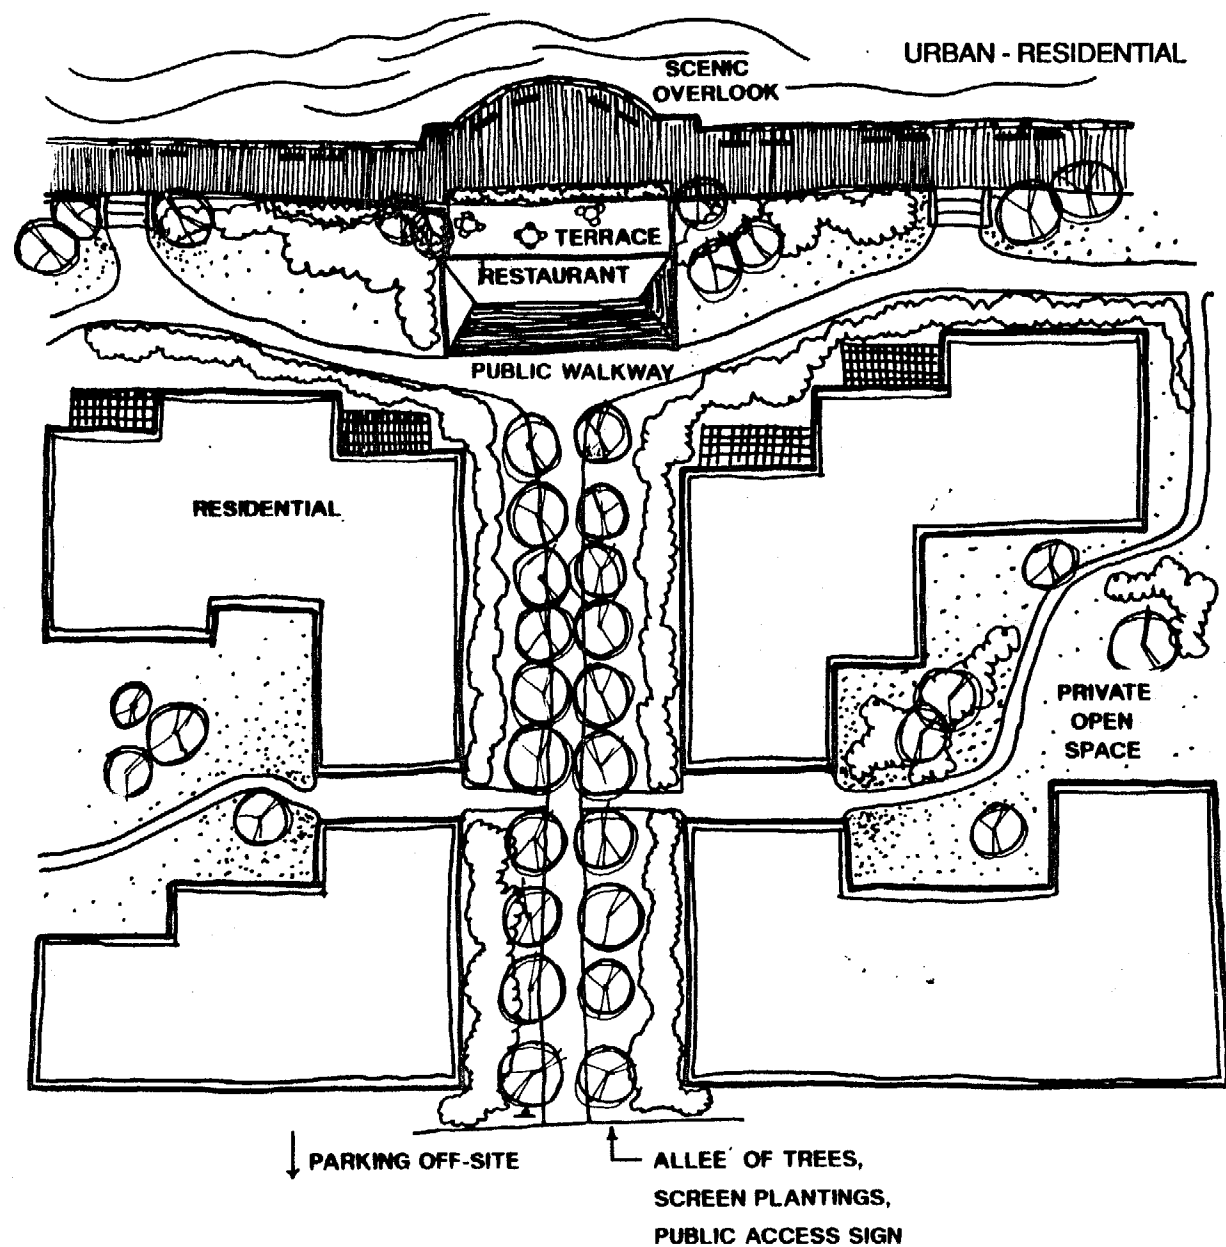 URBAN - RESIDENTIAL
SCENIC
OVERLOOK
TERRACE
RESTAURANT
PUBLIC WALKWAY
RESIDENTIAL
PRIVATE
OPEN
SPACE
PARKING OFF-SITE
ALLEE' OF TREES,
SCREEN PLANTINGS,
PUBLIC ACCESS SIGN